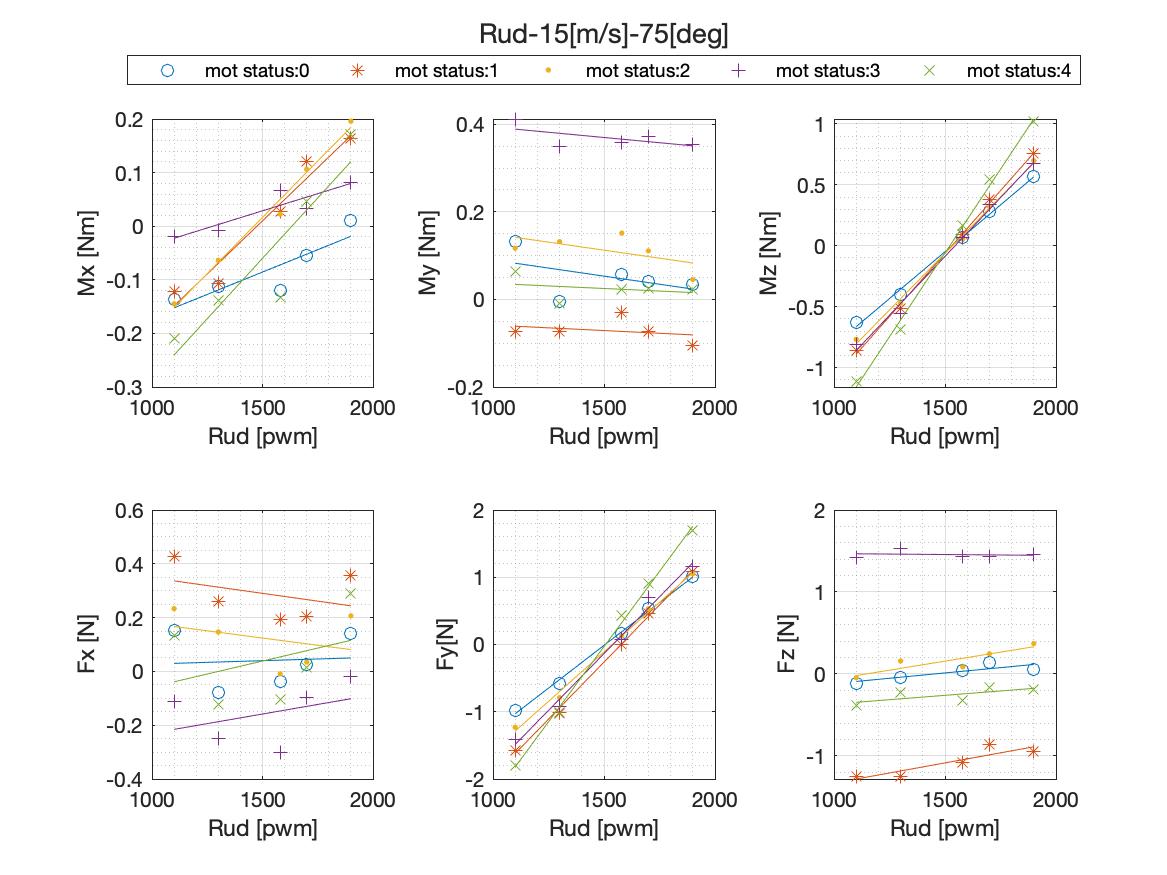 Rud-15[m/s]-75[deg]
mot status:0 mot status:1 mot status:2 mot status:3 mot status:4
0.2
0.1
0
-0.1
-0.2
-0.3
Mx [Nm]
1000 1500 2000
Rud [pwm]
0.4
0.2
0
-0.2
My [Nm]
1000 1500 2000
Rud [pwm]
1
0.5
0
-0.5
-1
Mz [Nm]
1000 1500 2000
Rud [pwm]
0.6
0.4
0.2
0
-0.2
-0.4
Fx [N]
1000 1500 2000
Rud [pwm]
2
1
0
-1
-2
Fy[N]
1000 1500 2000
Rud [pwm]
2
1
0
-1
Fz [N]
1000 1500 2000
Rud [pwm]